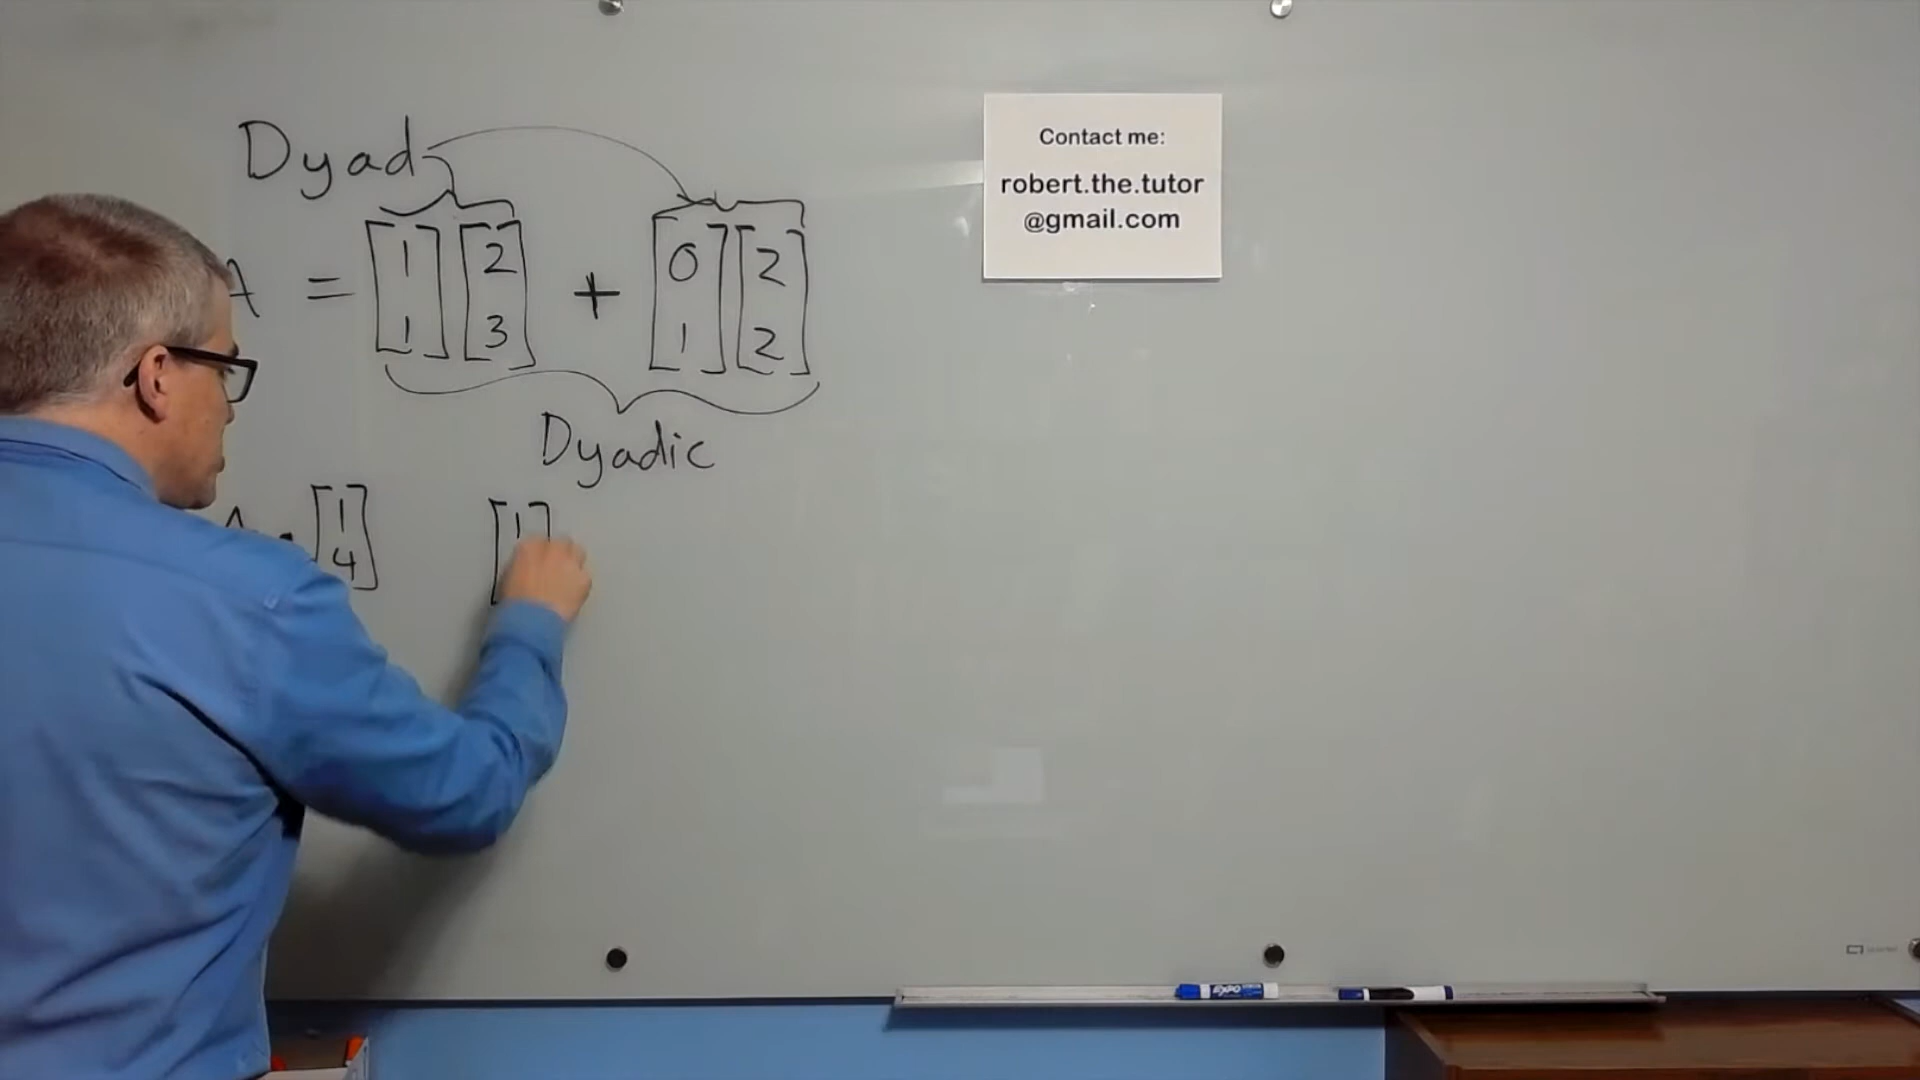 Dyad
A = [1 1] [2 3] + [0 1] [2 2]
Dyadic
A · [1 4] [1
Contact me:
robert.the.tutor
@gmail.com
EXPO